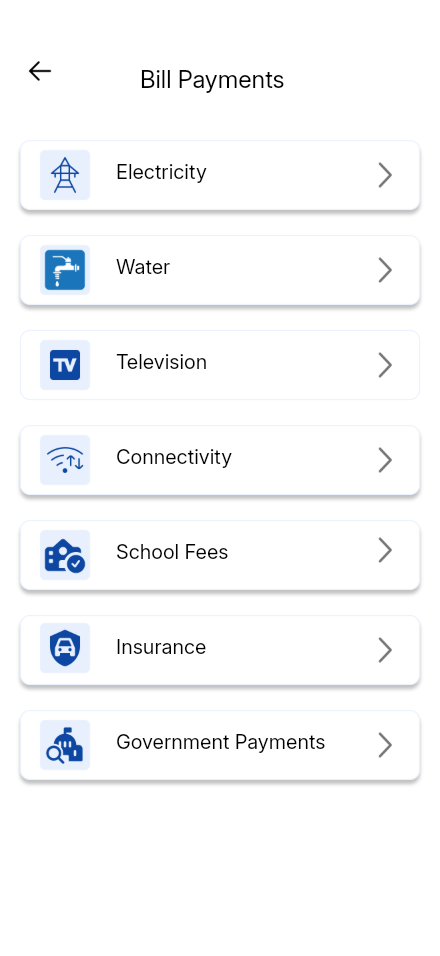 Bill Payments
Electricity
Water
TV
Television
Connectivity
School Fees
Insurance
Government Payments